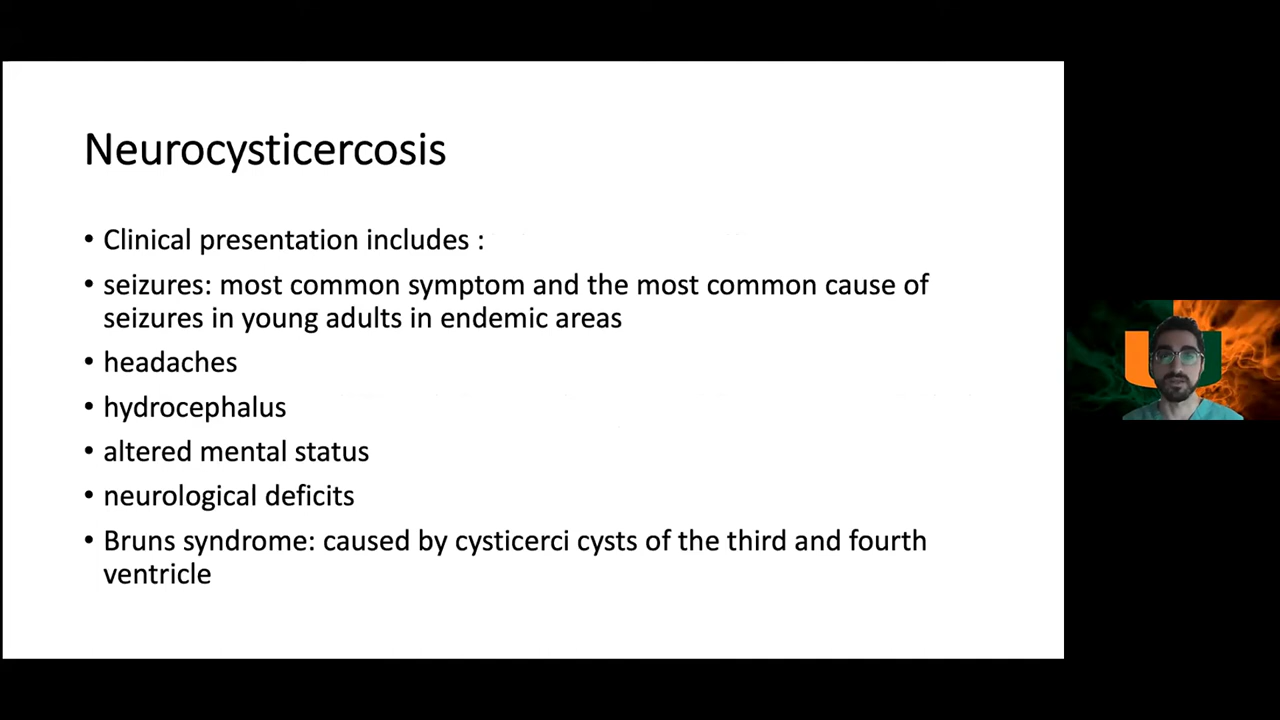 Neurocysticercosis
• Clinical presentation includes :
• seizures: most common symptom and the most common cause of
seizures in young adults in endemic areas
• headaches
• hydrocephalus
• altered mental status
• neurological deficits
• Bruns syndrome: caused by cysticerci cysts of the third and fourth
ventricle